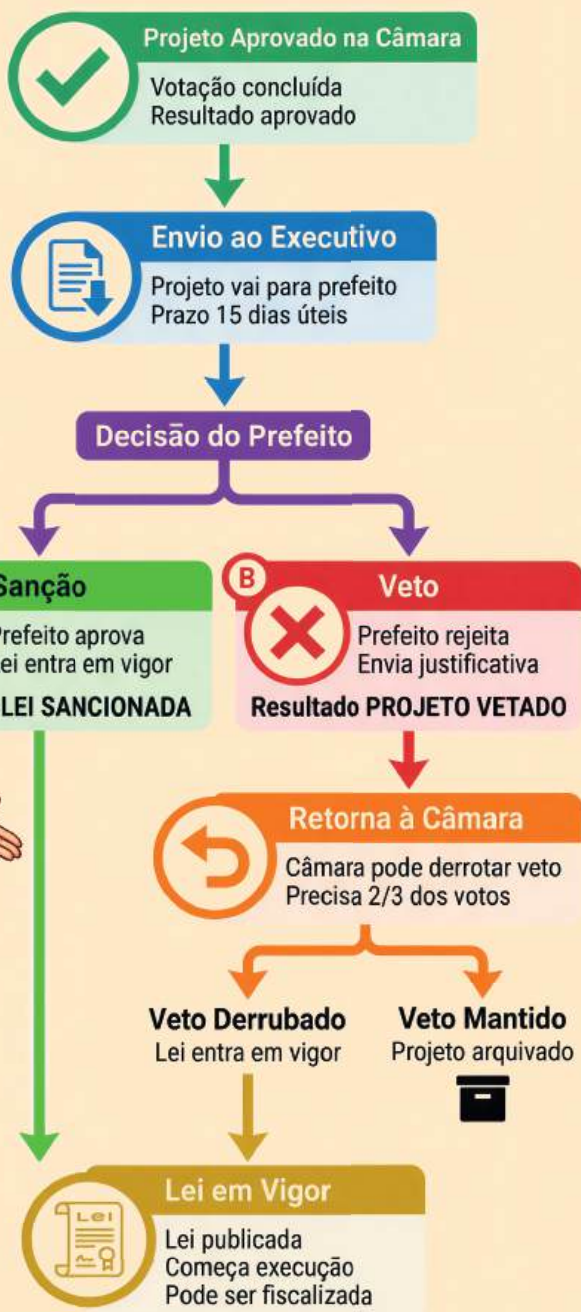 Projeto Aprovado na Câmara
Votação concluída
Resultado aprovado
Envio ao Executivo
Projeto vai para prefeito
Prazo 15 dias úteis
Decisão do Prefeito
Sanção
Prefeito aprova
Lei entra em vigor
LEI SANCIONADA
B
Veto
Prefeito rejeita
Envia justificativa
Resultado PROJETO VETADO
Retorna à Câmara
Câmara pode derrotar veto
Precisa 2/3 dos votos
Veto Derrubado
Lei entra em vigor
Veto Mantido
Projeto arquivado
Lei em Vigor
Lei
Lei publicada
Começa execução
Pode ser fiscalizada